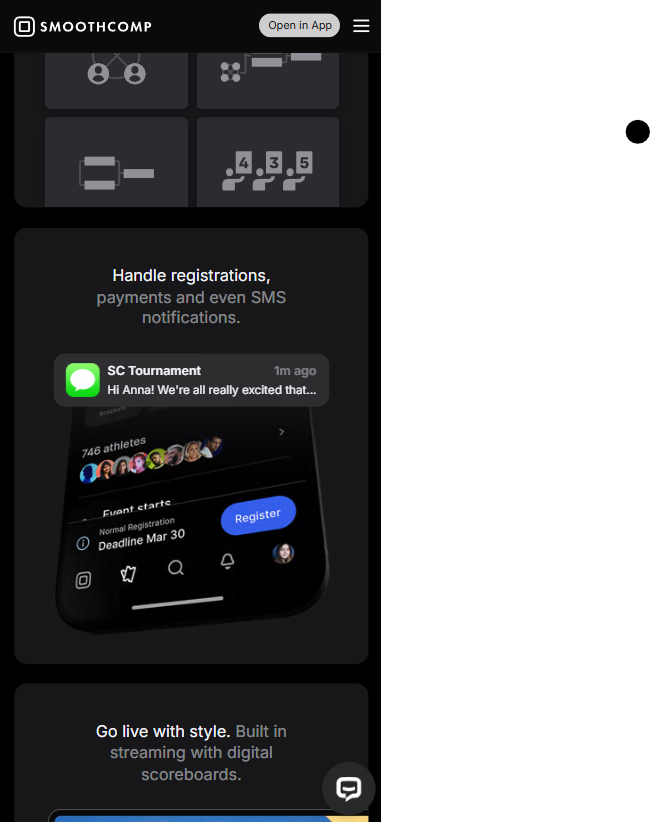 SMOOTHCOMP
Open in App
4 3 5
Handle registrations,
payments and even SMS
notifications.
SC Tournament 1m ago
Hi Anna! We're all really excited that...
Brackets
746 athletes
Event starts
Normal Registration
Deadline Mar 30
Register
Go live with style. Built in
streaming with digital
scoreboards.